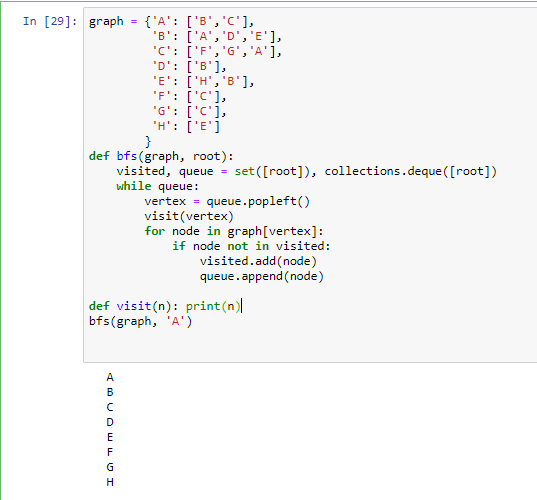 In [29]: graph = {'A': ['B','C'],
         'B': ['A','D','E'],
         'C': ['F','G','A'],
         'D': ['B'],
         'E': ['H','B'],
         'F': ['C'],
         'G': ['C'],
         'H': ['E']
        }
def bfs(graph, root):
    visited, queue = set([root]), collections.deque([root])
    while queue:
        vertex = queue.popleft()
        visit(vertex)
        for node in graph[vertex]:
            if node not in visited:
                visited.add(node)
                queue.append(node)
def visit(n): print(n)
bfs(graph, 'A')
A
B
C
D
E
F
G
H